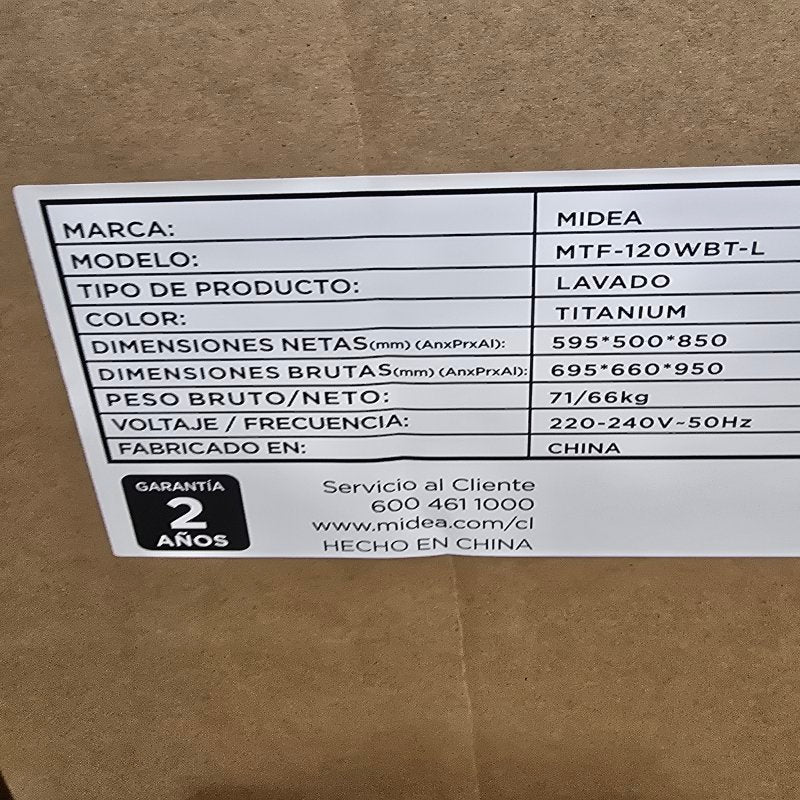 MARCA: MIDEA
MODELO: MTF-120WBT-L
TIPO DE PRODUCTO: LAVADO
COLOR: TITANIUM
DIMENSIONES NETAS(mm) (AnxPrxAl): 595*500*850
DIMENSIONES BRUTAS(mm) (AnxPrxAl): 695*660*950
PESO BRUTO/NETO: 71/66kg
VOLTAJE / FRECUENCIA: 220-240V~50Hz
FABRICADO EN: CHINA
GARANTÍA
2
AÑOS
Servicio al Cliente
600 461 1000
www.midea.com/cl
HECHO EN CHINA